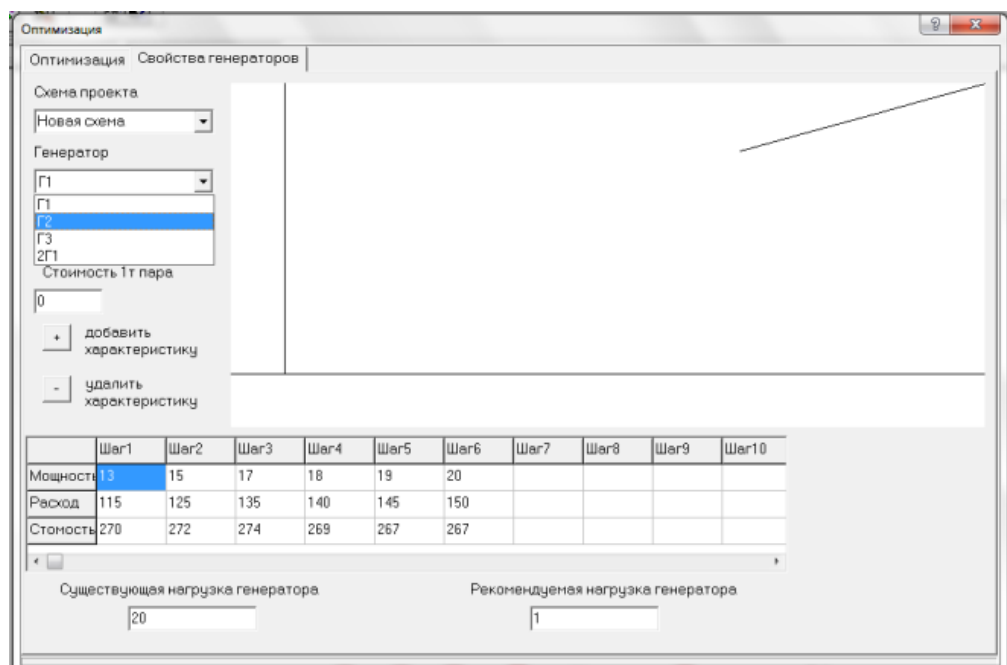 Оптимизация
Оптимизация Свойства генераторов
Схема проекта
Новая схема
Генератор
Г1
Г1
Г2
Г3
2Г1
Стоимость 1т пара
0
+ добавить
характеристику
- удалить
характеристику
Шаг1 Шаг2 Шаг3 Шаг4 Шаг5 Шаг6 Шаг7 Шаг8 Шаг9 Шаг10
Мощность 13 15 17 18 19 20
Расход 115 125 135 140 145 150
Стомость 270 272 274 269 267 267
Существующая нагрузка генератора Рекомендуемая нагрузка генератора
20 1